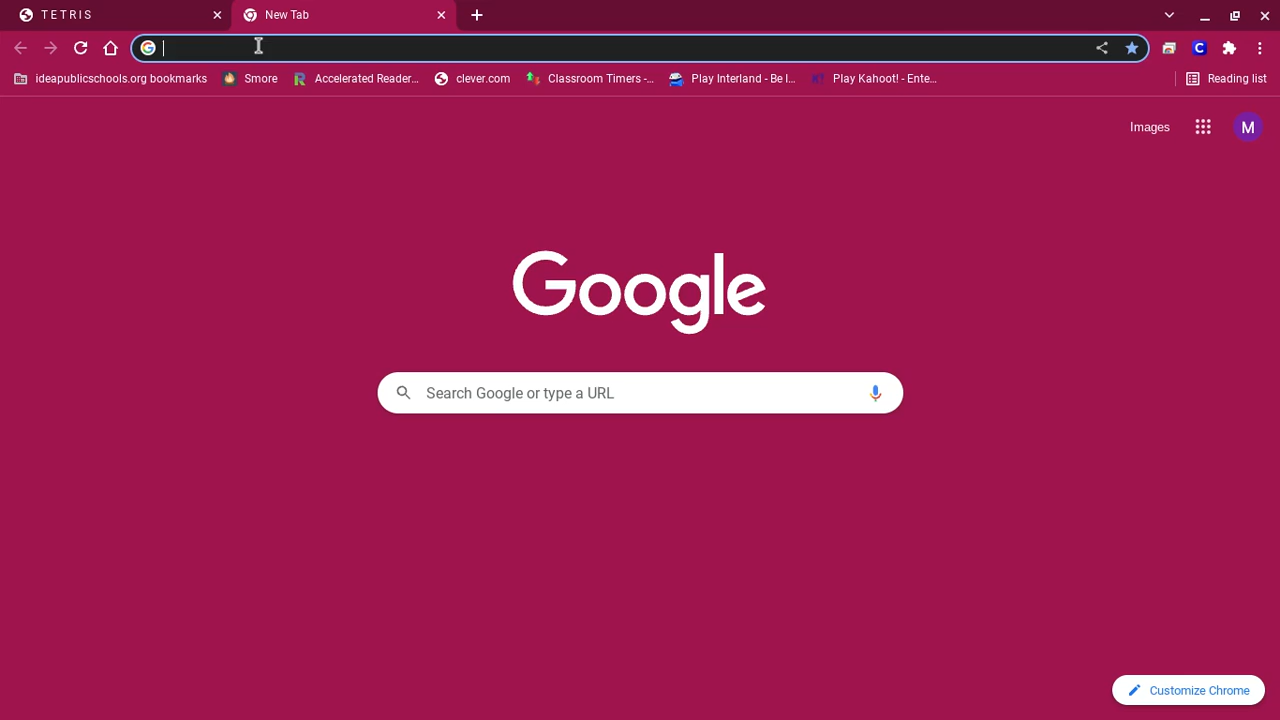 T E T R I S
New Tab
ideapublicschools.org bookmarks
Smore
Accelerated Reader...
clever.com
Classroom Timers -...
Play Interland - Be I...
Play Kahoot! - Ente...
Reading list
Images
M
Google
Search Google or type a URL
Customize Chrome